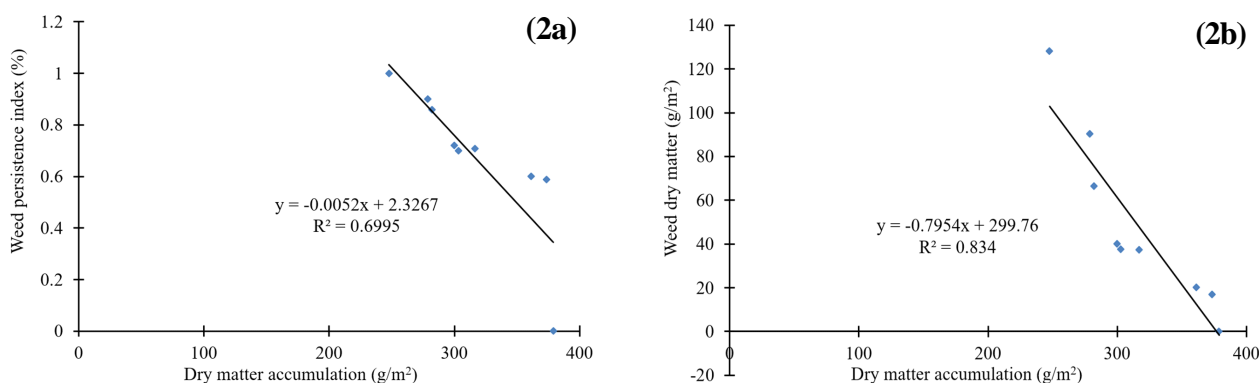 (2a)
Weed persistence index (%)
1.2
1
0.8
0.6
0.4
0.2
0
y = -0.0052x + 2.3267
R² = 0.6995
0 100 200 300 400
Dry matter accumulation (g/m²)
(2b)
Weed dry matter (g/m²)
140
120
100
80
60
40
20
0
-20
y = -0.7954x + 299.76
R² = 0.834
0 100 200 300 400
Dry matter accumulation (g/m²)